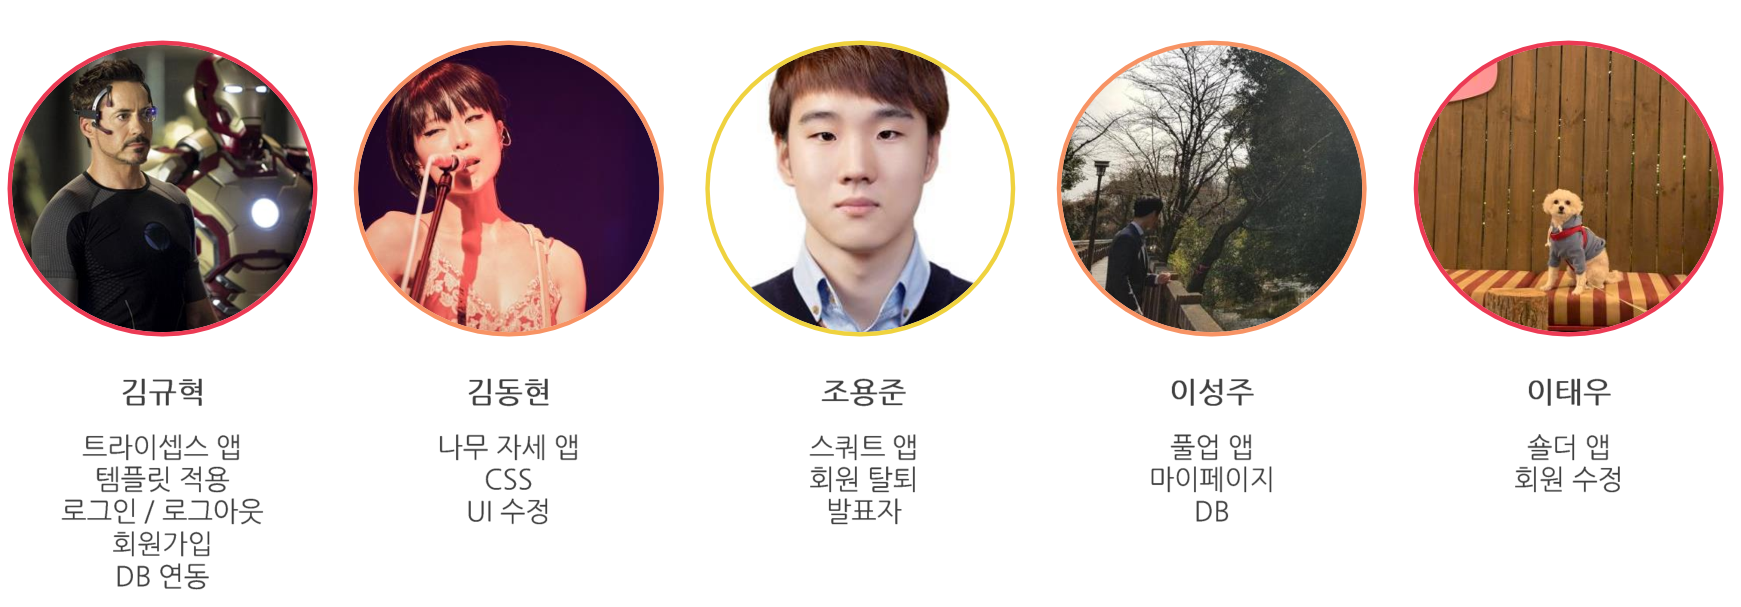 김규혁
트라이셉스 앱
템플릿 적용
로그인 / 로그아웃
회원가입
DB 연동
김동현
나무 자세 앱
CSS
UI 수정
조용준
스쿼트 앱
회원 탈퇴
발표자
이성주
풀업 앱
마이페이지
DB
이태우
숄더 앱
회원 수정